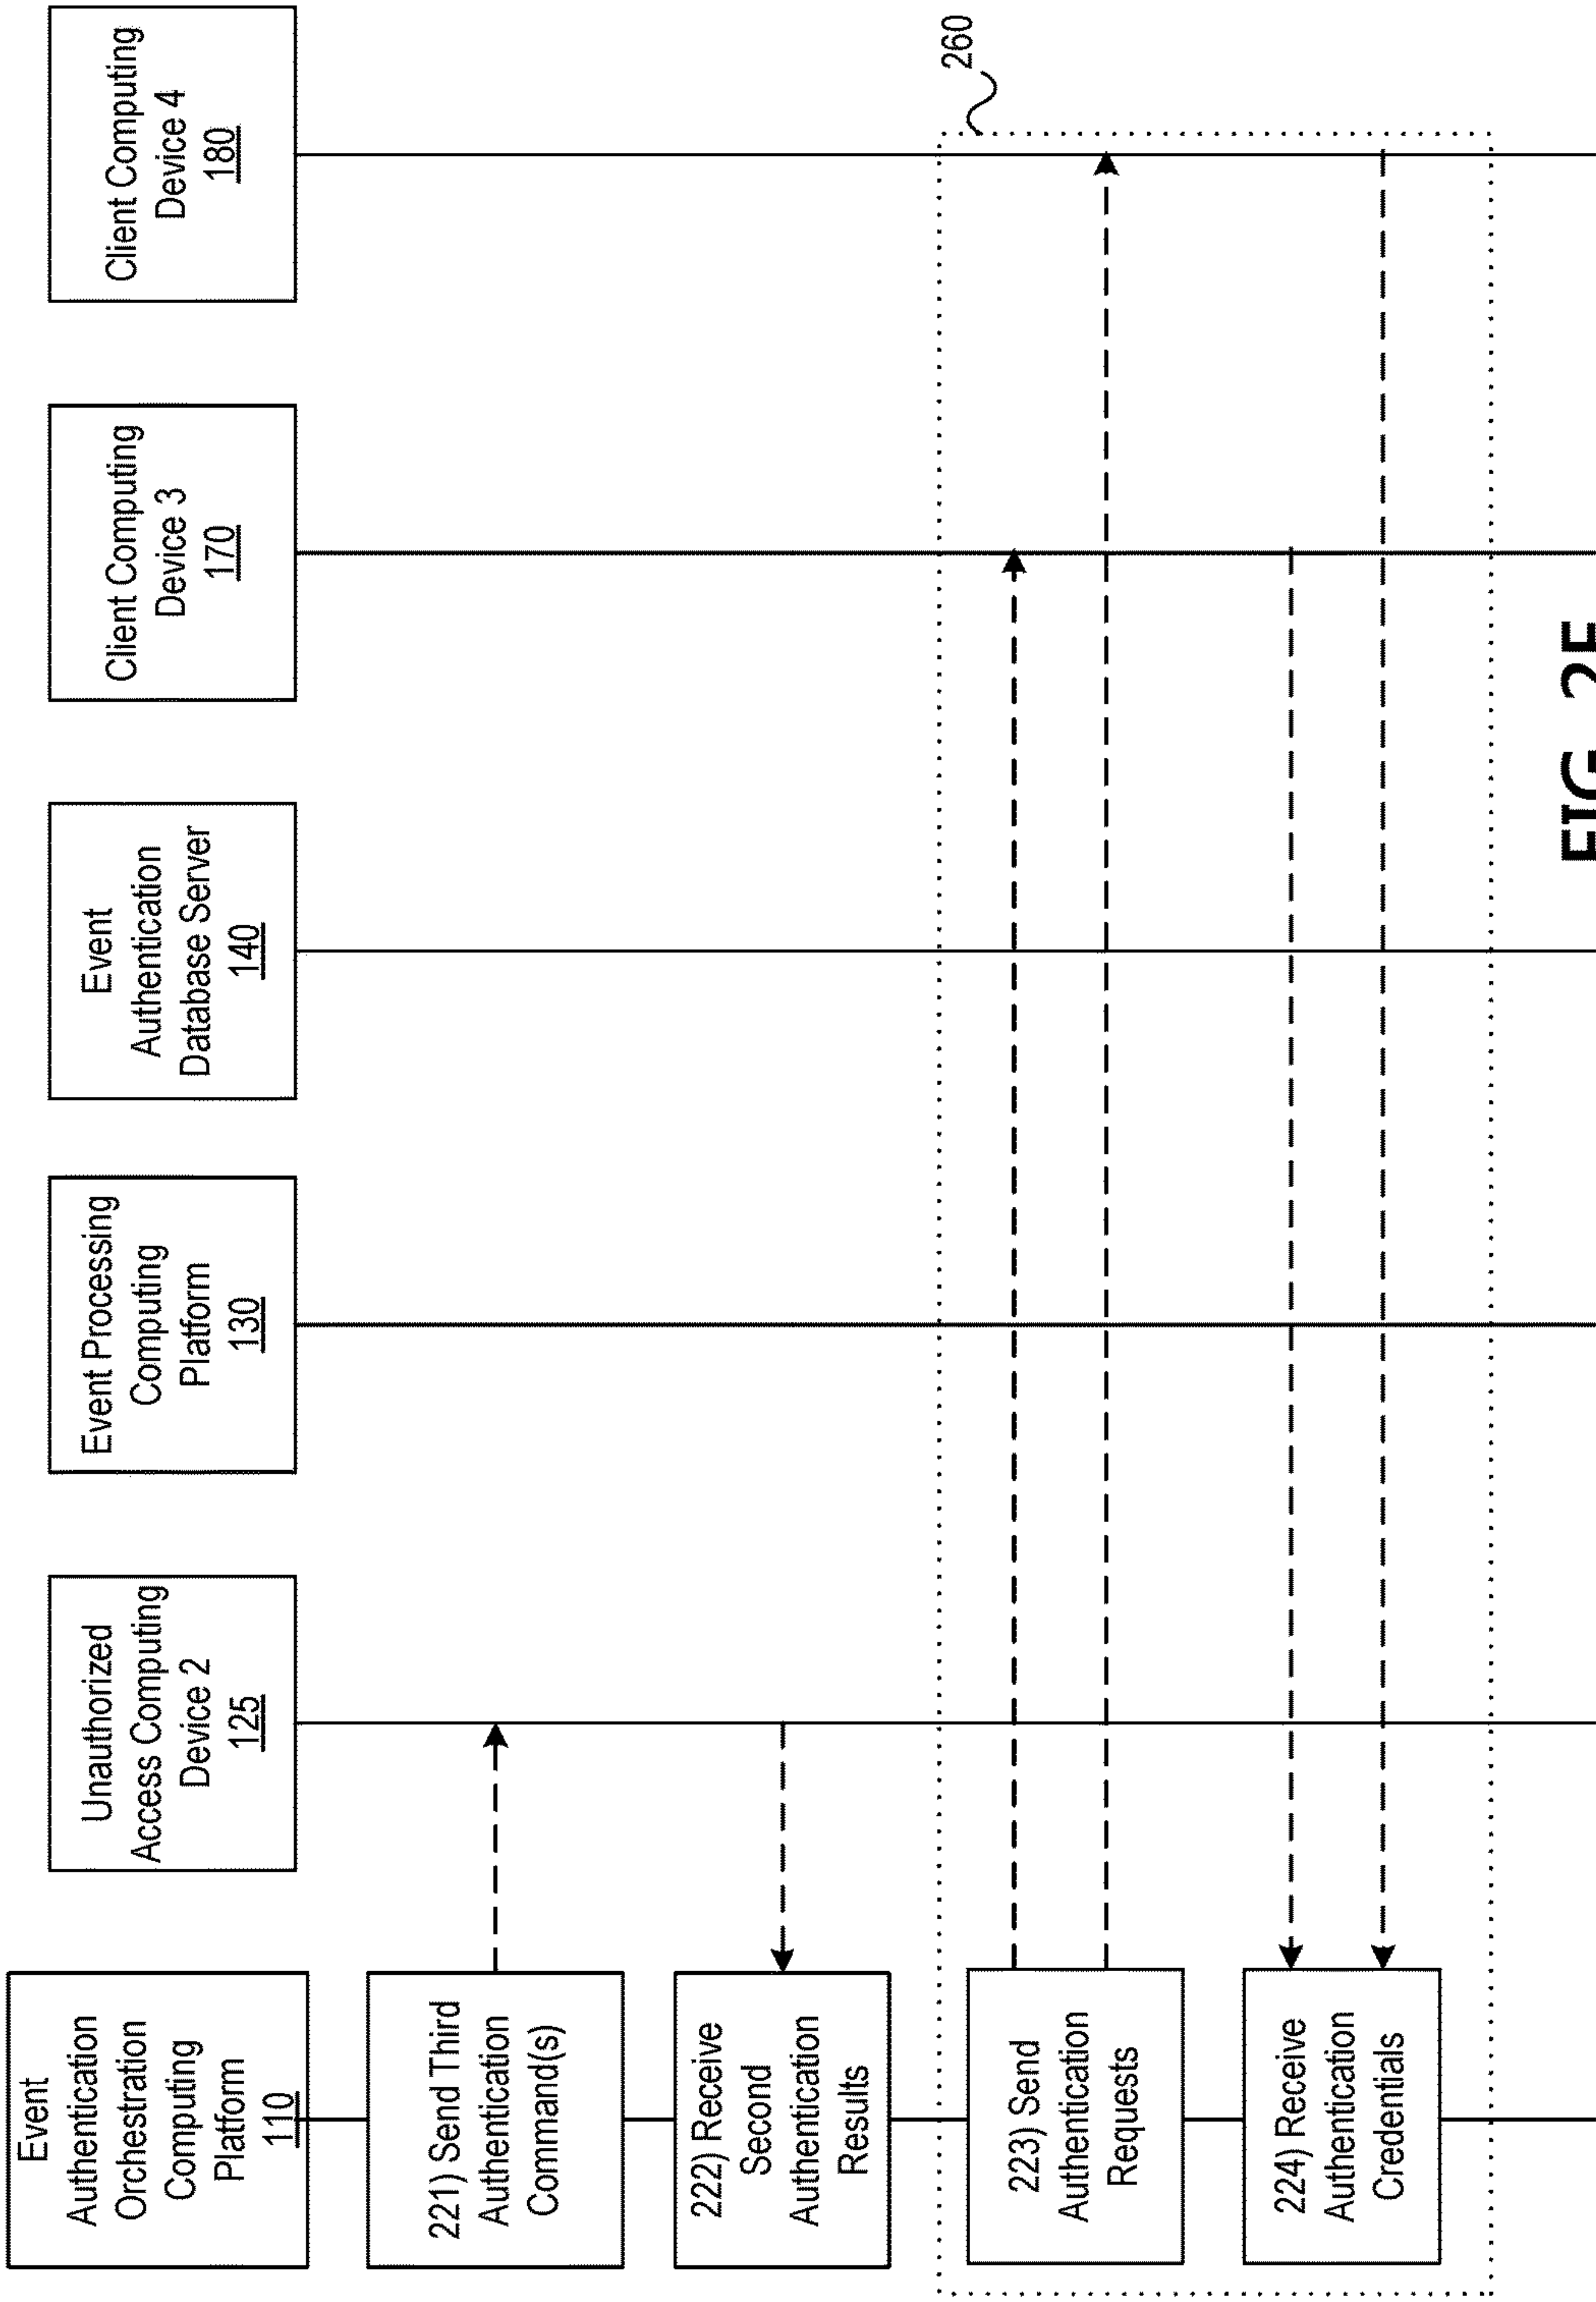 Event
Authentication
Orchestration
Computing
Platform
110
Unauthorized
Access Computing
Device 2
125
Event Processing
Computing
Platform
130
Event
Authentication
Database Server
140
Client Computing
Device 3
170
Client Computing
Device 4
180
221) Send Third
Authentication
Command(s)
222) Receive
Second
Authentication
Results
260
223) Send
Authentication
Requests
224) Receive
Authentication
Credentials
FIG